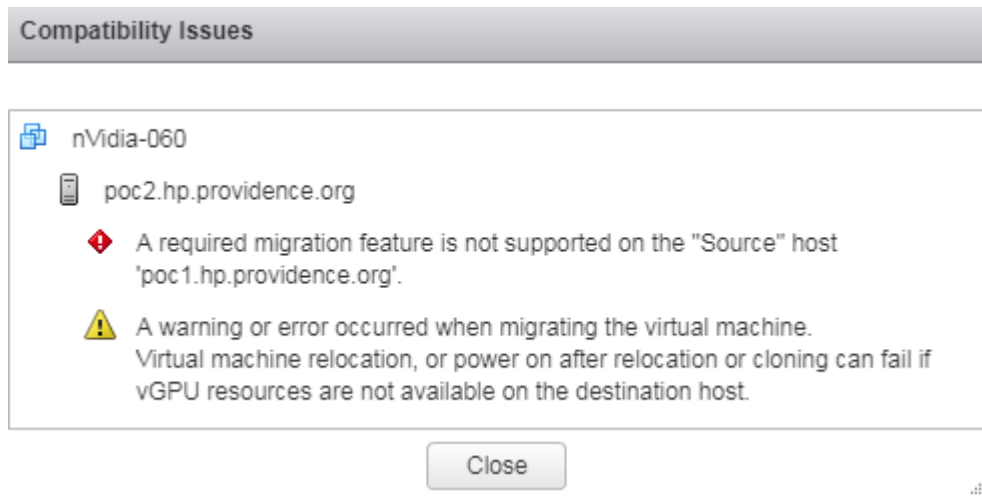 Compatibility Issues
nVidia-060
poc2.hp.providence.org
A required migration feature is not supported on the "Source" host
'poc1.hp.providence.org'.
A warning or error occurred when migrating the virtual machine.
Virtual machine relocation, or power on after relocation or cloning can fail if
vGPU resources are not available on the destination host.
Close